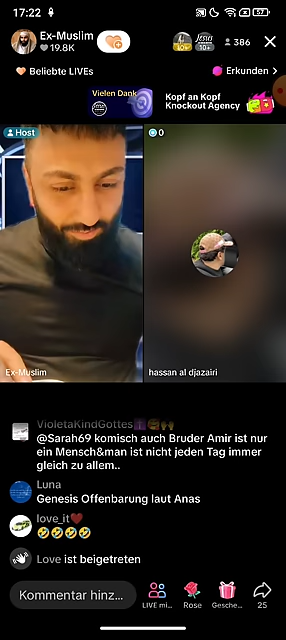 17:22
57
Ex-Muslim
19.8K
10+
386
Beliebte LIVEs
Erkunden >
Vielen Dank
Kopf an Kopf
Knockout Agency
Host
0
Ex-Muslim
hassan al djazairi
VioletaKindGottes
@Sarah69 komisch auch Bruder Amir ist nur
ein Mensch&man ist nicht jeden Tag immer
gleich zu allem..
Luna
Genesis Offenbarung laut Anas
love_it
Love ist beigetreten
Kommentar hinz...
LIVE mi...
Rose
Gesche...
25